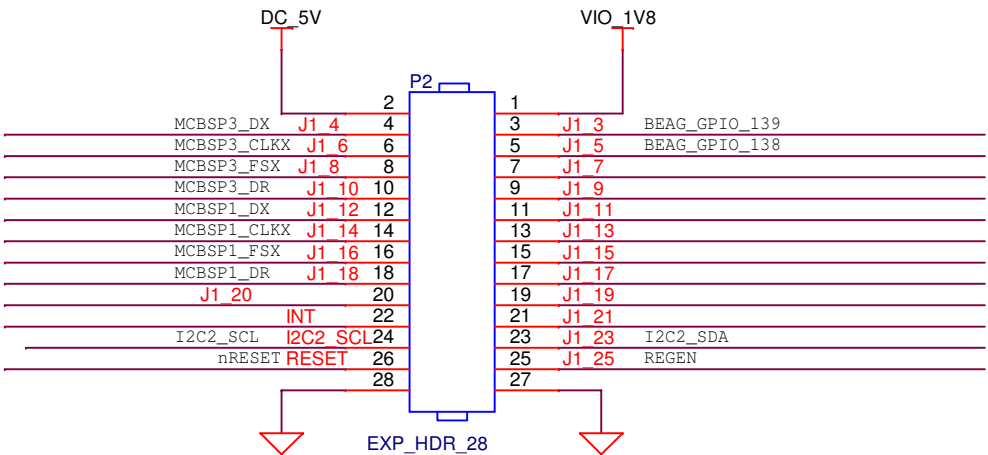 DC_5V VIO_1V8
P2
2 1
MCBSP3_DX J1_4 4 3 J1_3 BEAG_GPIO_139
MCBSP3_CLKX J1_6 6 5 J1_5 BEAG_GPIO_138
MCBSP3_FSX J1_8 8 7 J1_7
MCBSP3_DR J1_10 10 9 J1_9
MCBSP1_DX J1_12 12 11 J1_11
MCBSP1_CLKX J1_14 14 13 J1_13
MCBSP1_FSX J1_16 16 15 J1_15
MCBSP1_DR J1_18 18 17 J1_17
J1_20 20 19 J1_19
INT 22 21 J1_21
I2C2_SCL I2C2_SCL 24 23 J1_23 I2C2_SDA
nRESET RESET 26 25 J1_25 REGEN
28 27
EXP_HDR_28